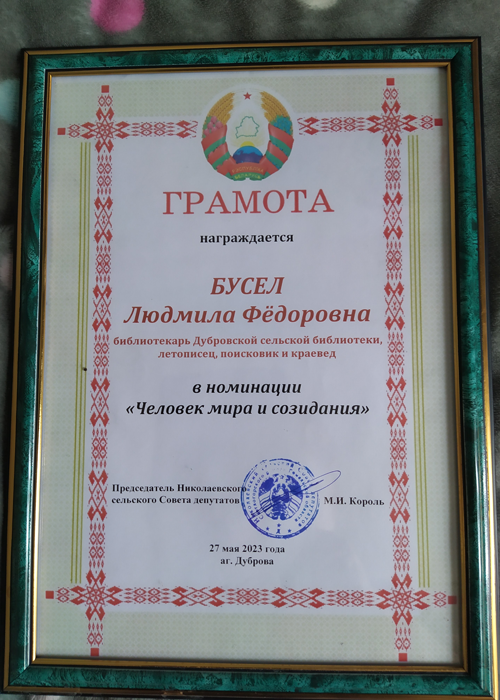 ГРАМОТА
награждается
БУСЕЛ
Людмила Фёдоровна
библиотекарь Дубровской сельской библиотеки,
летописец, поисковик и краевед
в номинации
«Человек мира и созидания»
Председатель Николаевского
сельского Совета депутатов
М.И. Король
27 мая 2023 года
аг. Дуброва